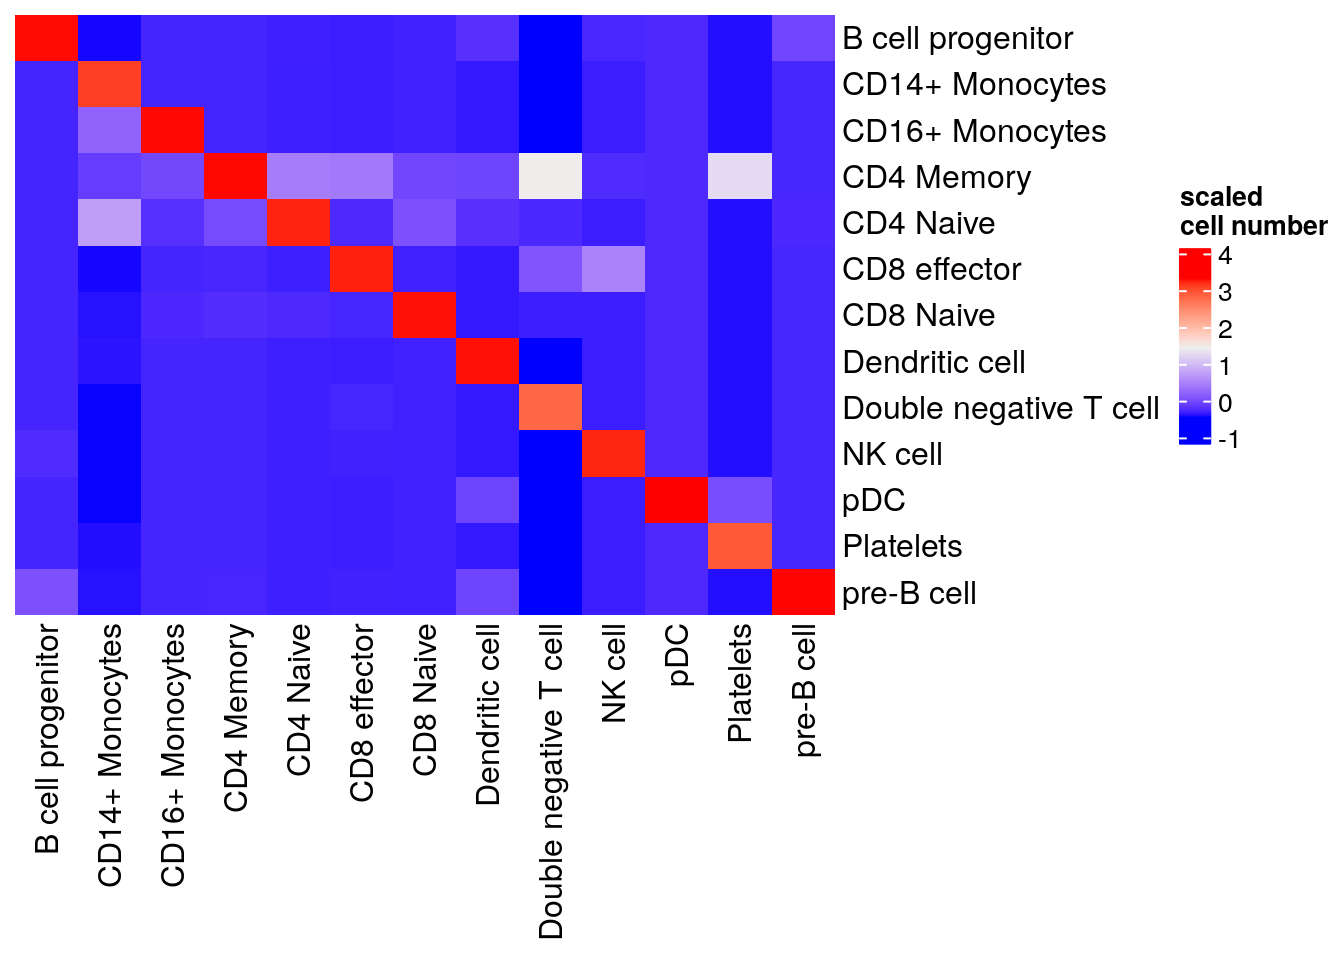 B cell progenitor
CD14+ Monocytes
CD16+ Monocytes
CD4 Memory
CD4 Naive
CD8 effector
CD8 Naive
Dendritic cell
Double negative T cell
NK cell
pDC
Platelets
pre-B cell
scaled
cell number
4
3
2
1
0
-1
B cell progenitor
CD14+ Monocytes
CD16+ Monocytes
CD4 Memory
CD4 Naive
CD8 effector
CD8 Naive
Dendritic cell
Double negative T cell
NK cell
pDC
Platelets
pre-B cell